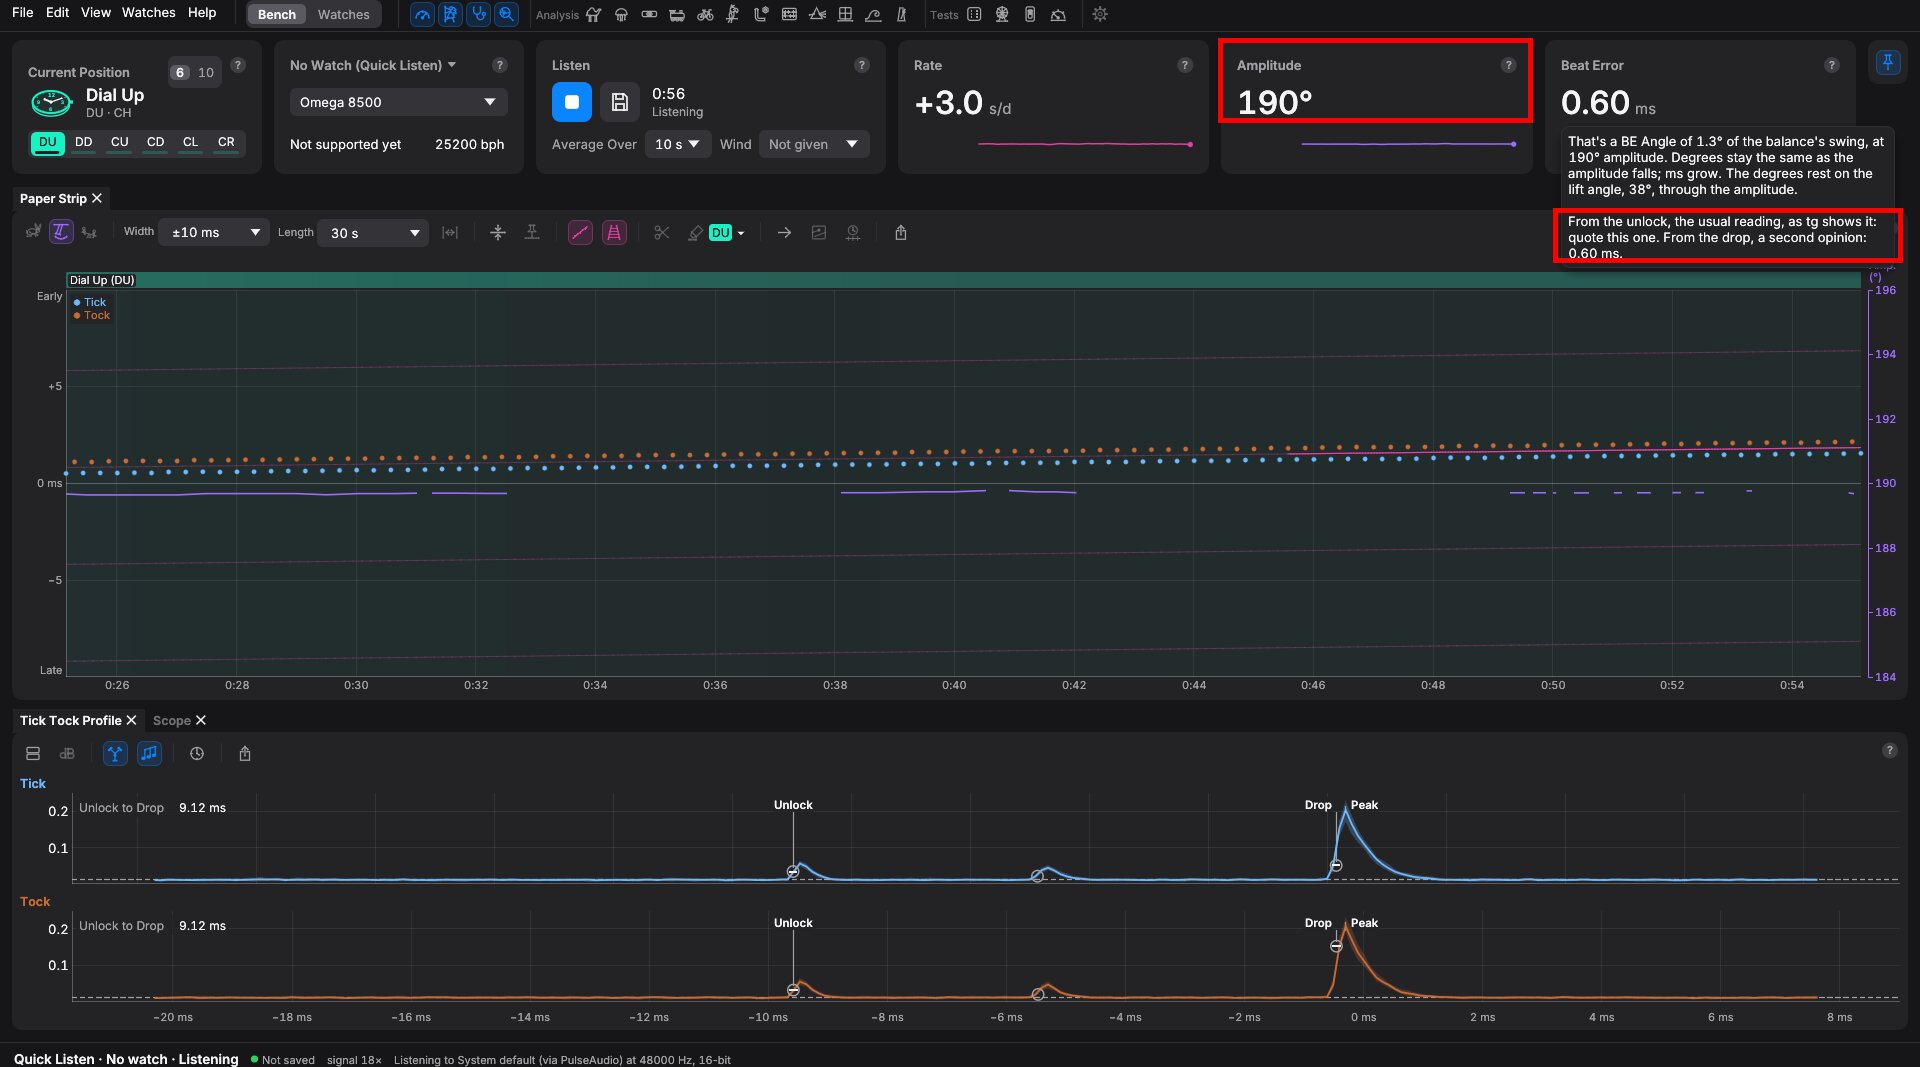 File Edit View Watches Help Bench Watches Analysis Tests
Current Position 6 10 ?
Dial Up
DU · CH
DU DD CU CD CL CR
No Watch (Quick Listen) ?
Omega 8500
Not supported yet 25200 bph
Listen ?
0:56
Listening
Average Over 10 s Wind Not given
Rate ?
+3.0 s/d
Amplitude ?
190°
Beat Error ?
0.60 ms
That's a BE Angle of 1.3° of the balance's swing, at
190° amplitude. Degrees stay the same as the
amplitude falls; ms grow. The degrees rest on the
lift angle, 38°, through the amplitude.
From the unlock, the usual reading, as tg shows it:
quote this one. From the drop, a second opinion:
0.60 ms.
Paper Strip
Width ±10 ms Length 30 s DU
Dial Up (DU)
Tick
Tock
Early
+5
0 ms
−5
Late
(°)
196
194
192
190
188
186
184
0:26 0:28 0:30 0:32 0:34 0:36 0:38 0:40 0:42 0:44 0:46 0:48 0:50 0:52 0:54
Tick Tock Profile Scope
dB ?
Tick
0.2 Unlock to Drop 9.12 ms Unlock Drop Peak
0.1
Tock
0.2 Unlock to Drop 9.12 ms Unlock Drop Peak
0.1
−20 ms −18 ms −16 ms −14 ms −12 ms −10 ms −8 ms −6 ms −4 ms −2 ms 0 ms 2 ms 4 ms 6 ms 8 ms
Quick Listen · No watch · Listening Not saved signal 18× Listening to System default (via PulseAudio) at 48000 Hz, 16-bit